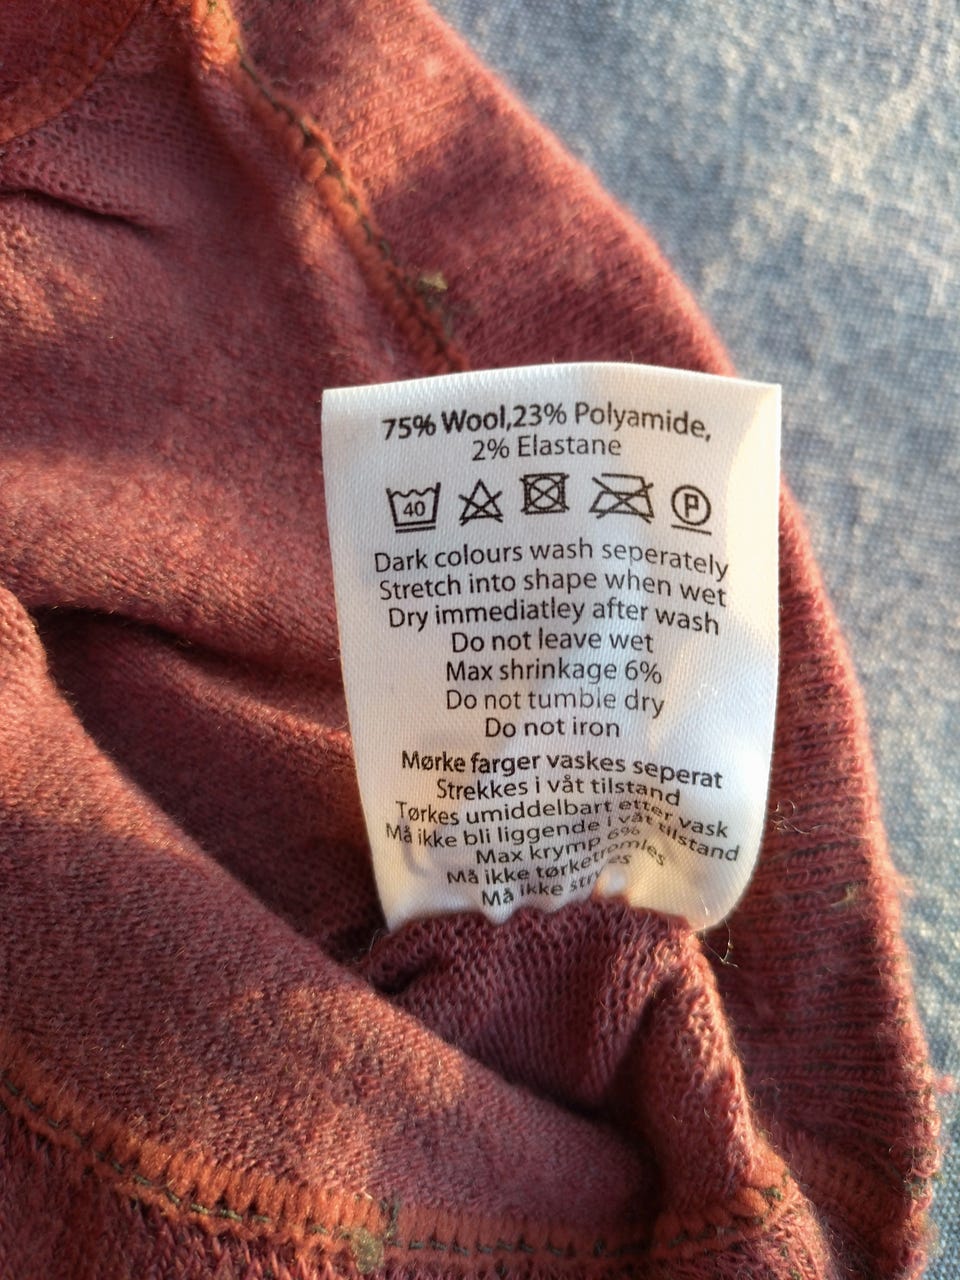 75% Wool,23% Polyamide,
2% Elastane
40 P
Dark colours wash seperately
Stretch into shape when wet
Dry immediatley after wash
Do not leave wet
Max shrinkage 6%
Do not tumble dry
Do not iron
Mørke farger vaskes seperat
Strekkes i våt tilstand
Tørkes umiddelbart etter vask
Må ikke bli liggende i våt tilstand
Max krymp 6%
Må ikke tørketromles
Må ikke